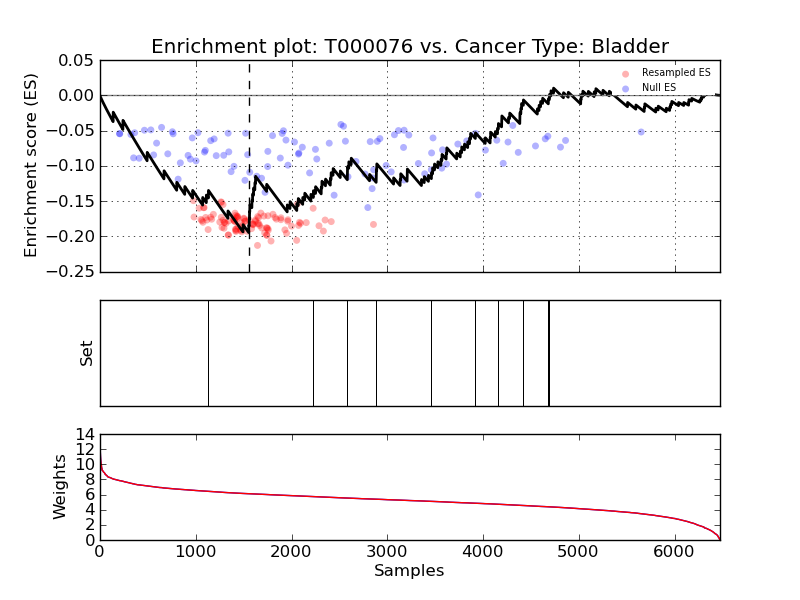 Enrichment plot: T000076 vs. Cancer Type: Bladder
0.05
0.00
−0.05
−0.10
−0.15
−0.20
−0.25
Enrichment score (ES)
Resampled ES
Null ES
Set
14
12
10
8
6
4
2
0
Weights
0 1000 2000 3000 4000 5000 6000
Samples